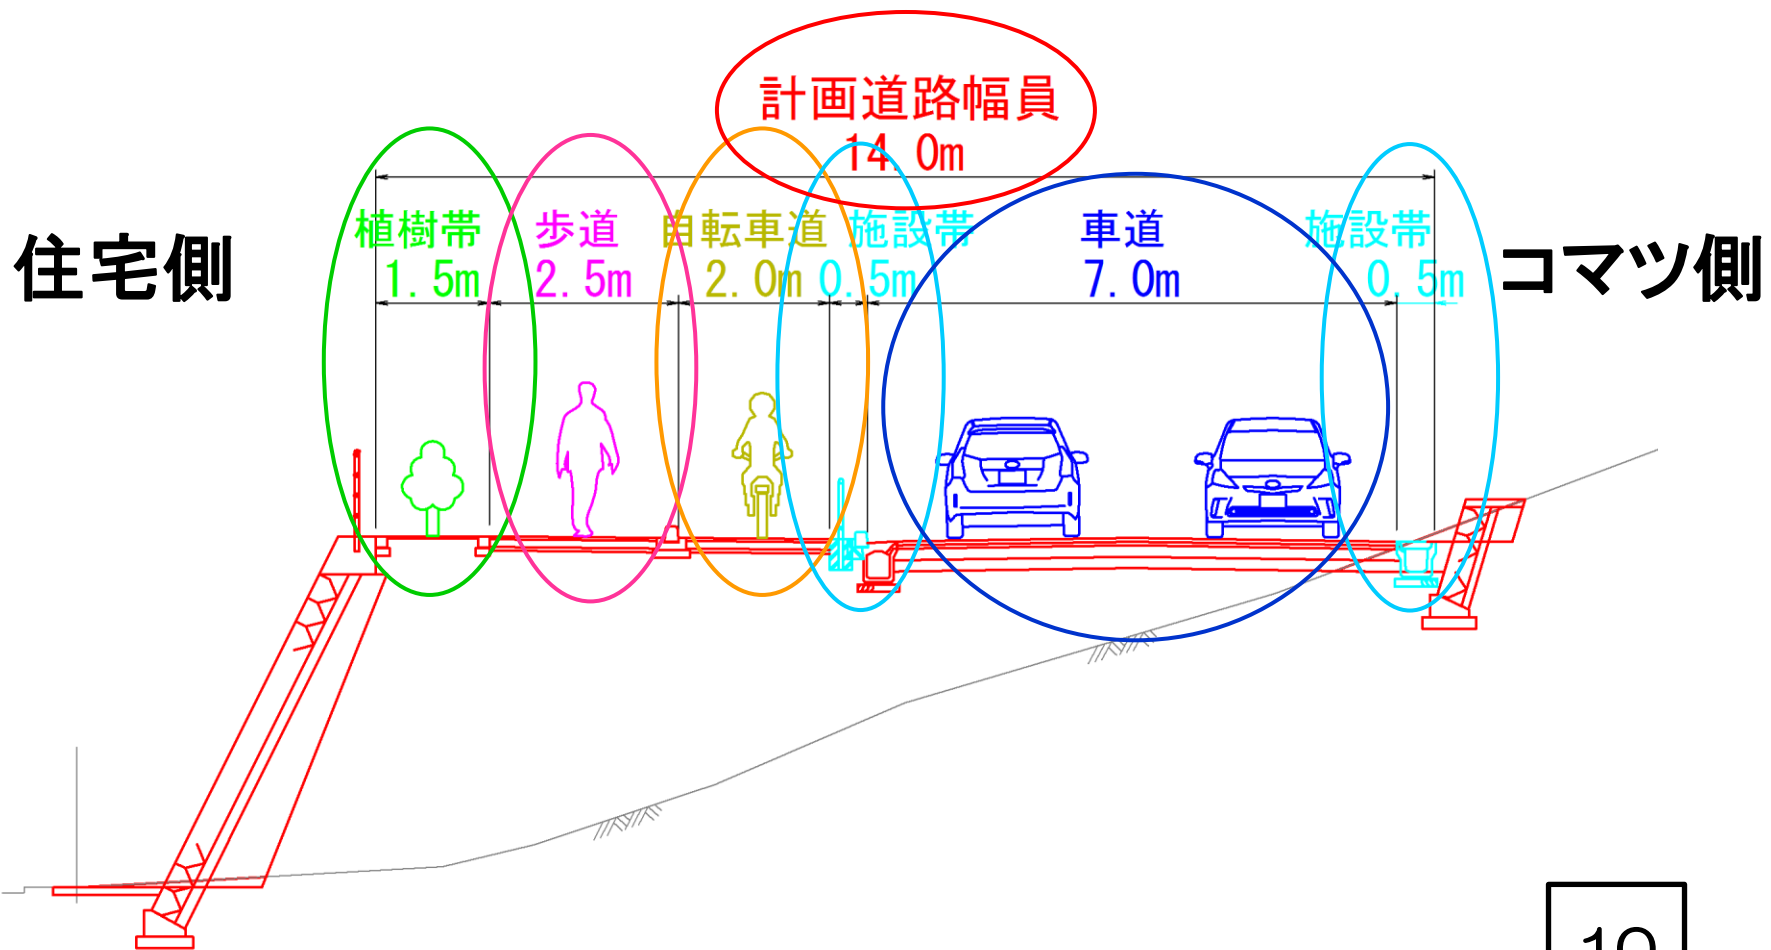 計画道路幅員
14.0m
植樹帯
1.5m
歩道
2.5m
自転車道
2.0m
施設帯
0.5m
車道
7.0m
施設帯
0.5m
住宅側
コマツ側
10